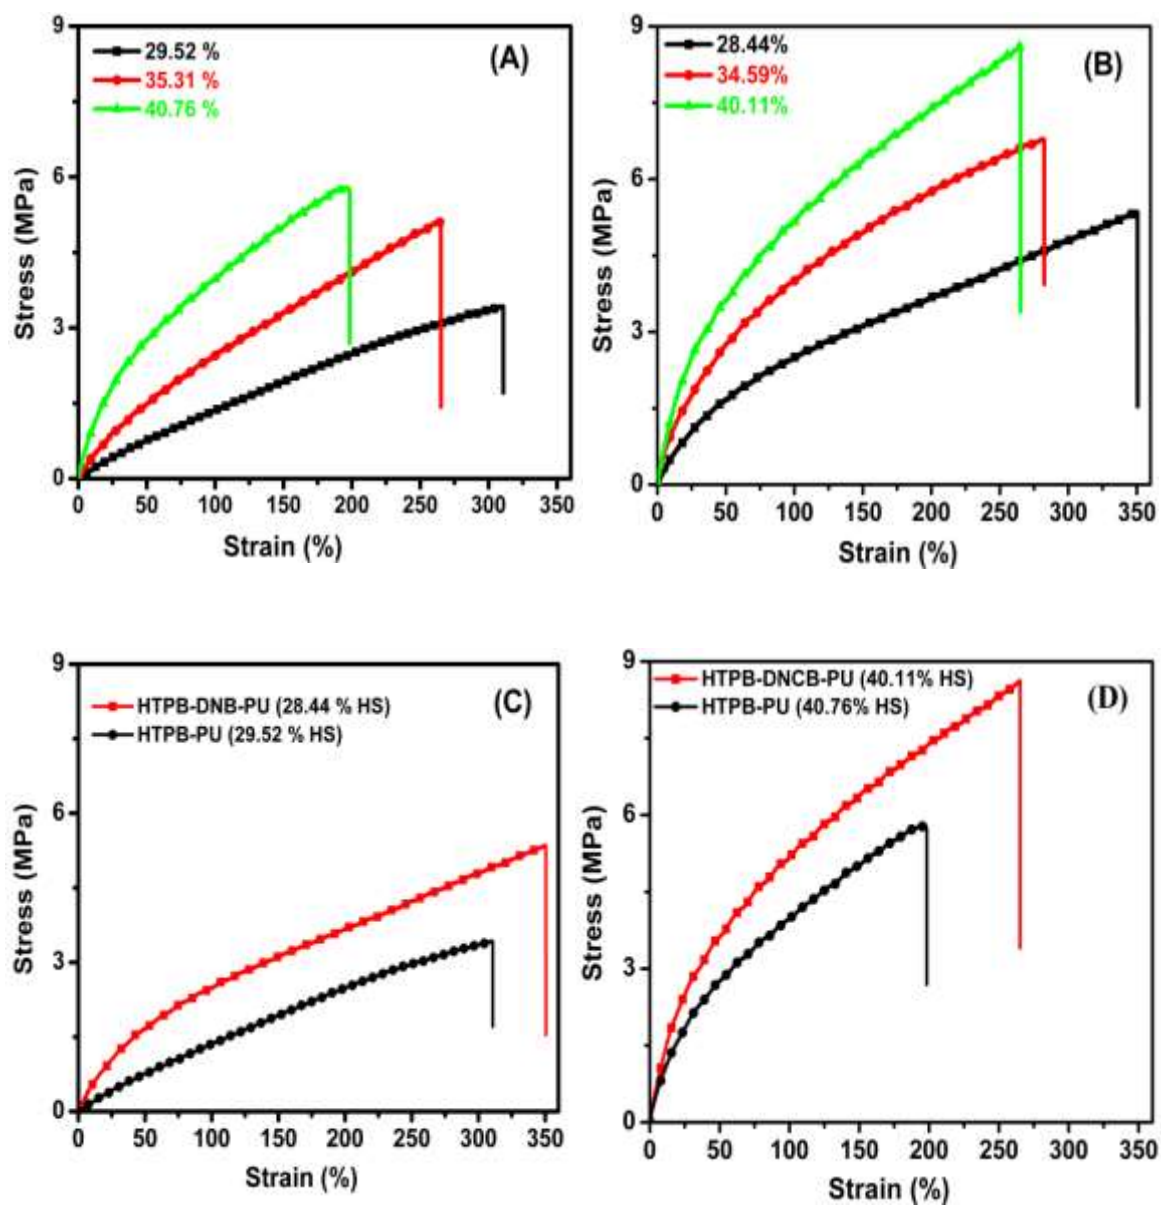 9
6
3
0
Stress (MPa)
29.52 %
35.31 %
40.76 %
(A)
0 50 100 150 200 250 300 350
Strain (%)
9
6
3
0
Stress (MPa)
28.44%
34.59%
40.11%
(B)
0 50 100 150 200 250 300 350
Strain (%)
9
6
3
0
Stress (MPa)
HTPB-DNB-PU (28.44 % HS)
HTPB-PU (29.52 % HS)
(C)
0 50 100 150 200 250 300 350
Strain (%)
9
6
3
0
Stress (MPa)
HTPB-DNCB-PU (40.11% HS)
HTPB-PU (40.76% HS)
(D)
0 50 100 150 200 250 300 350
Strain (%)